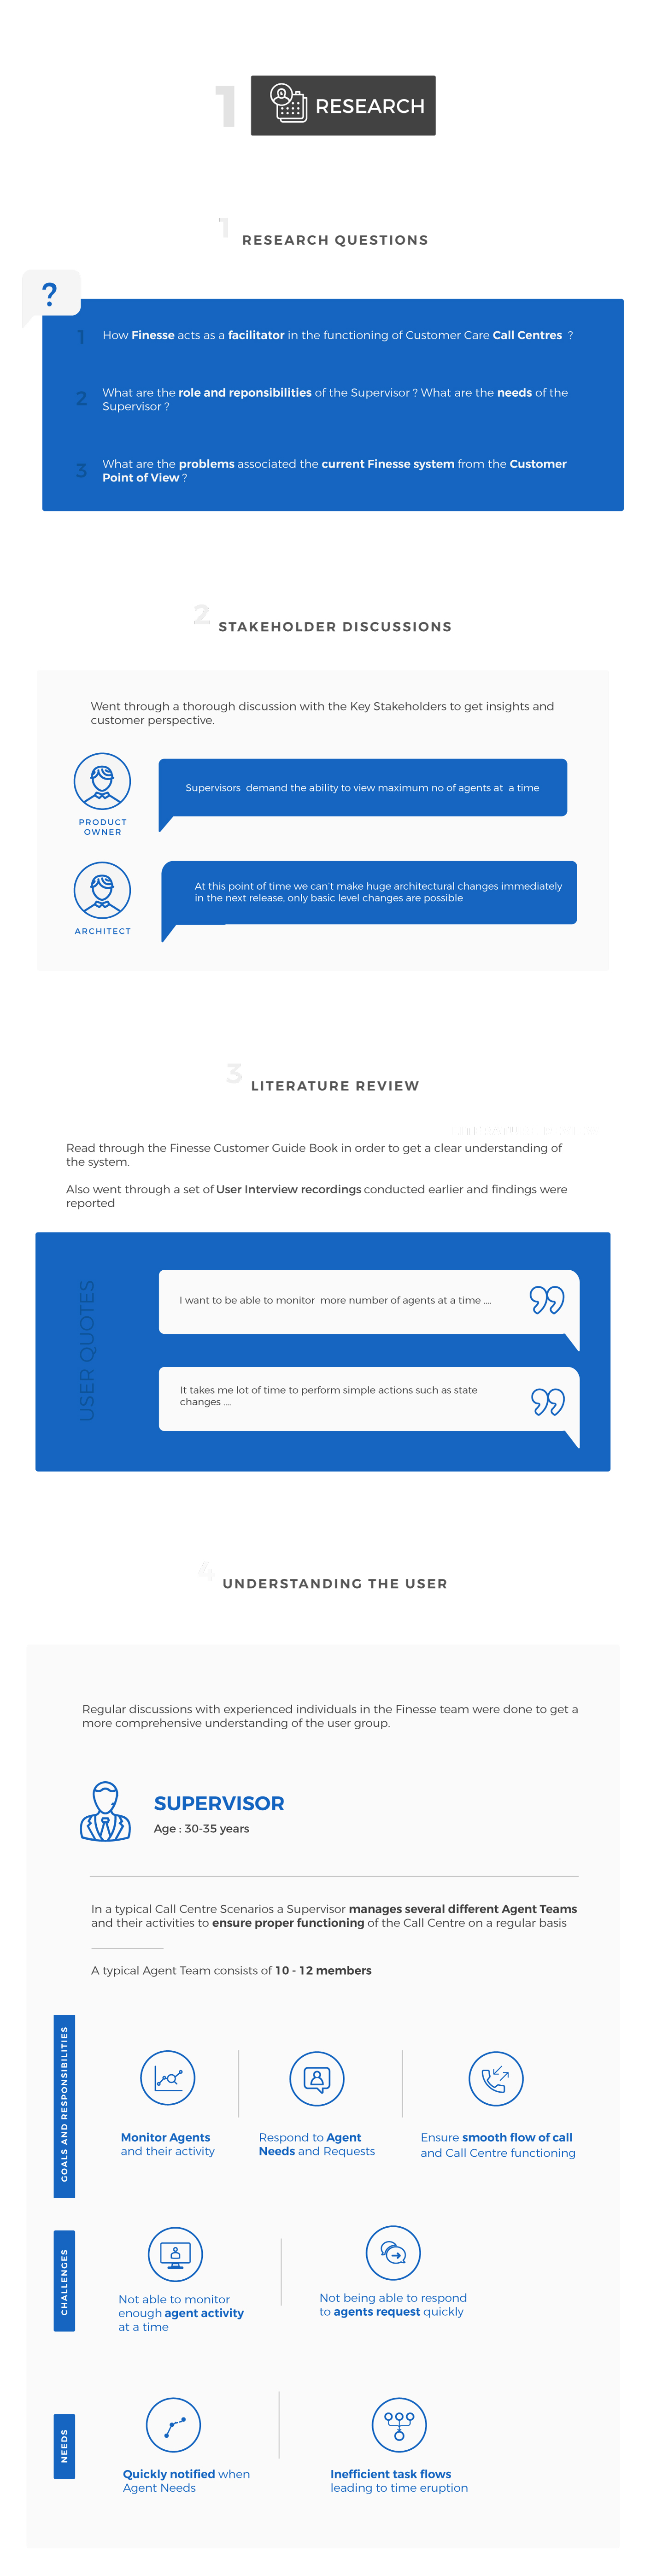 1
RESEARCH
1
RESEARCH QUESTIONS
?
1
How Finesse acts as a facilitator in the functioning of Customer Care Call Centres ?
2
What are the role and reponsibilities of the Supervisor ? What are the needs of the
Supervisor ?
3
What are the problems associated the current Finesse system from the Customer
Point of View ?
2
STAKEHOLDER DISCUSSIONS
Went through a thorough discussion with the Key Stakeholders to get insights and
customer perspective.
PRODUCT
OWNER
Supervisors demand the ability to view maximum no of agents at a time
ARCHITECT
At this point of time we can't make huge architectural changes immediately
in the next release, only basic level changes are possible
3
LITERATURE REVIEW
Read through the Finesse Customer Guide Book in order to get a clear understanding of
the system.
Also went through a set of User Interview recordings conducted earlier and findings were
reported
USER QUOTES
I want to be able to monitor more number of agents at a time ....
It takes me lot of time to perform simple actions such as state
changes ....
4
UNDERSTANDING THE USER
Regular discussions with experienced individuals in the Finesse team were done to get a
more comprehensive understanding of the user group.
SUPERVISOR
Age : 30-35 years
In a typical Call Centre Scenarios a Supervisor manages several different Agent Teams
and their activities to ensure proper functioning of the Call Centre on a regular basis
A typical Agent Team consists of 10 - 12 members
GOALS AND RESPONSIBILITIES
Monitor Agents
and their activity
Respond to Agent
Needs and Requests
Ensure smooth flow of call
and Call Centre functioning
CHALLENGES
Not able to monitor
enough agent activity
at a time
Not being able to respond
to agents request quickly
NEEDS
Quickly notified when
Agent Needs
Inefficient task flows
leading to time eruption